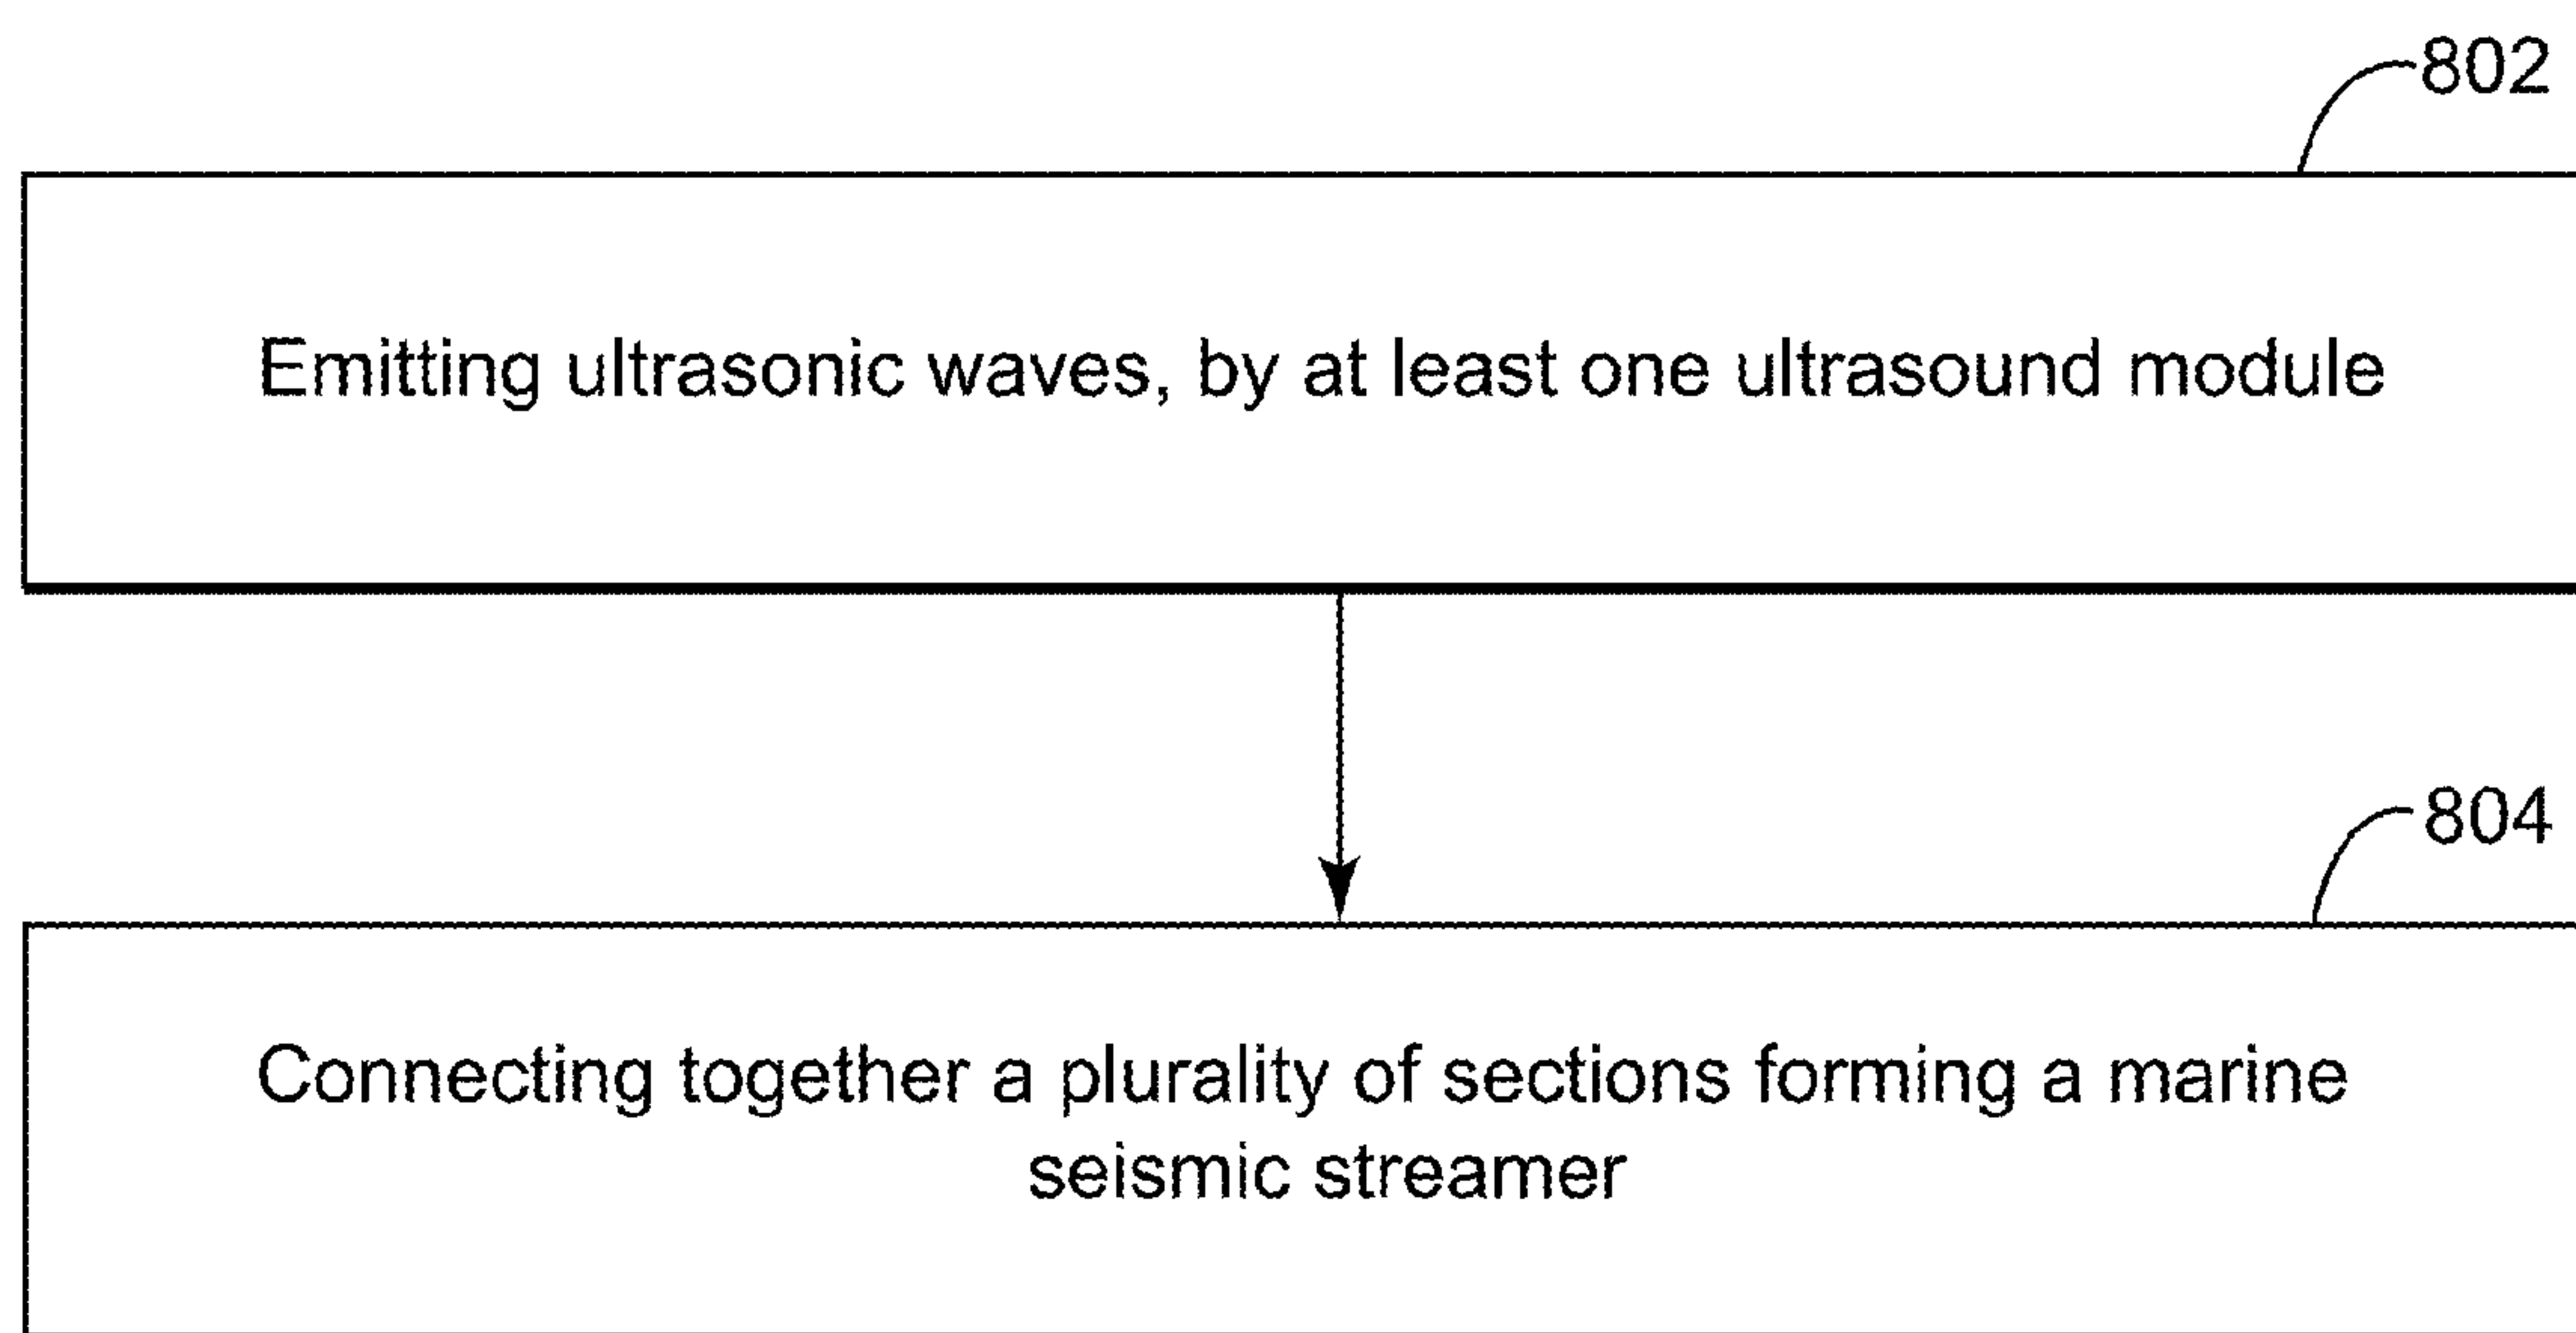 802
Emitting ultrasonic waves, by at least one ultrasound module
804
Connecting together a plurality of sections forming a marine
seismic streamer